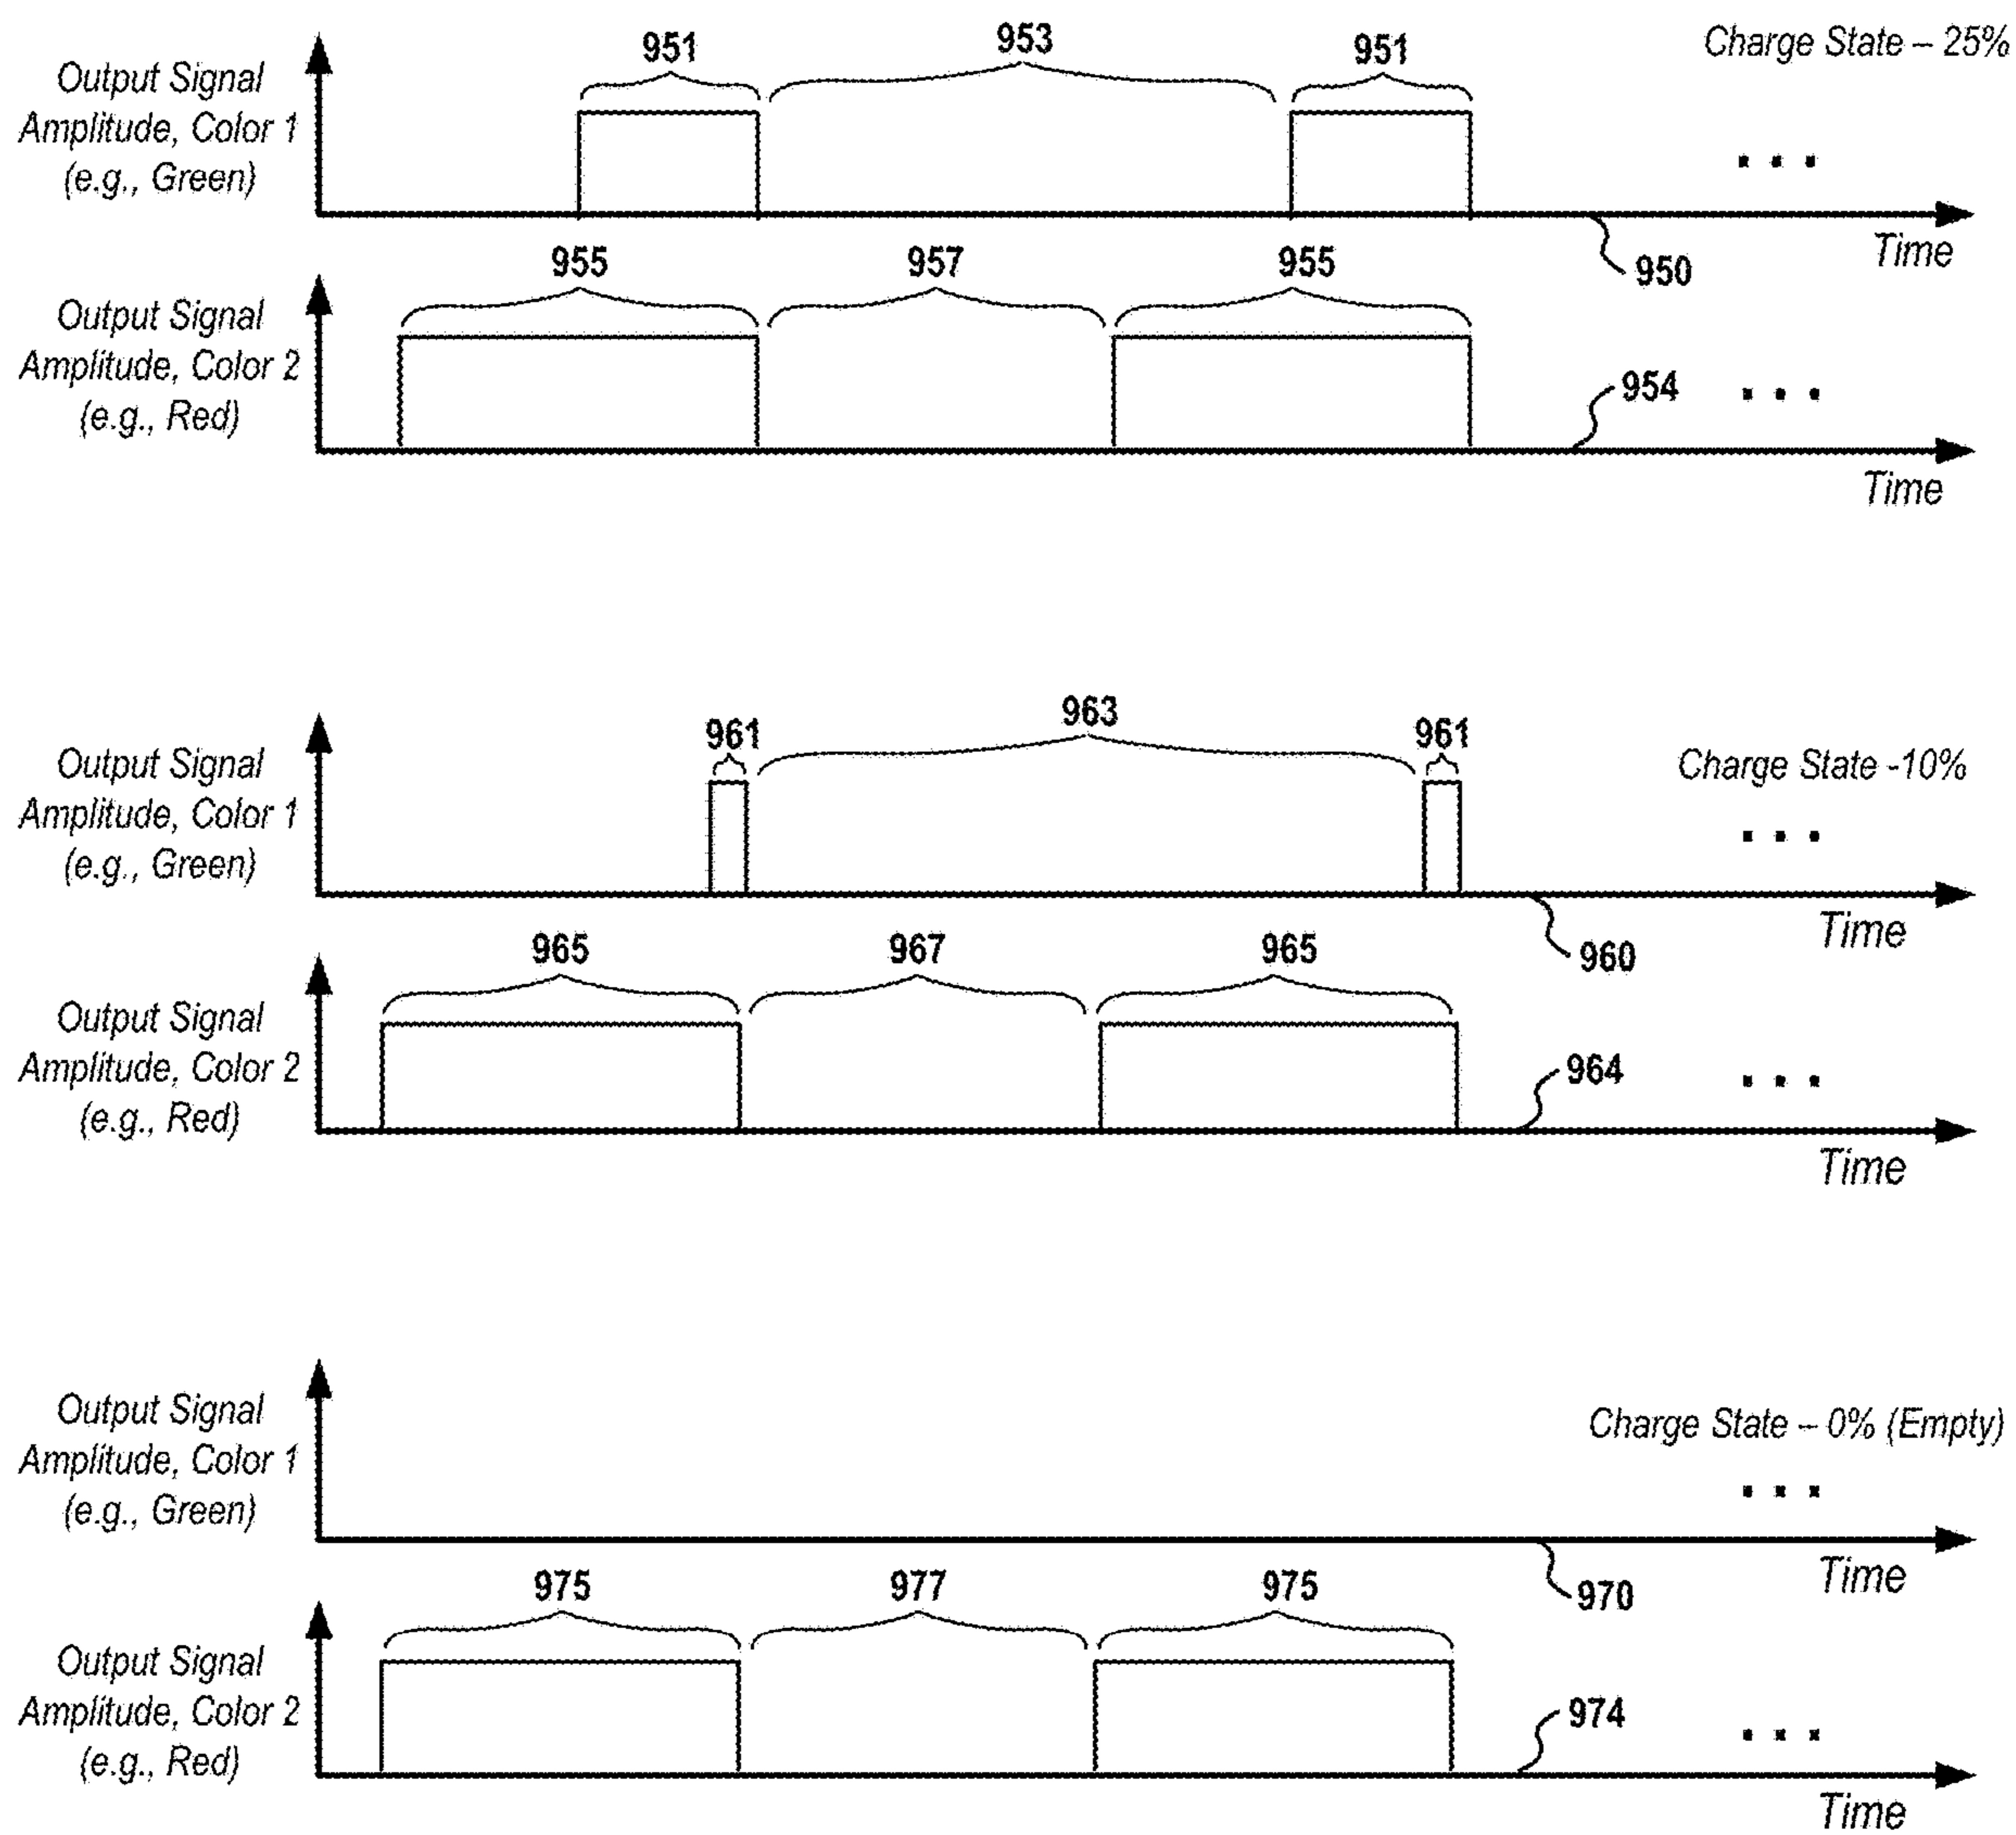 951
953
951
Charge State – 25%
Output Signal
Amplitude, Color 1
(e.g., Green)
. . .
Time
950
955
957
955
Output Signal
Amplitude, Color 2
(e.g., Red)
954
. . .
Time
961
963
961
Charge State -10%
Output Signal
Amplitude, Color 1
(e.g., Green)
. . .
Time
960
965
967
965
Output Signal
Amplitude, Color 2
(e.g., Red)
964
. . .
Time
Charge State – 0% (Empty)
Output Signal
Amplitude, Color 1
(e.g., Green)
. . .
Time
970
975
977
975
Output Signal
Amplitude, Color 2
(e.g., Red)
974
. . .
Time